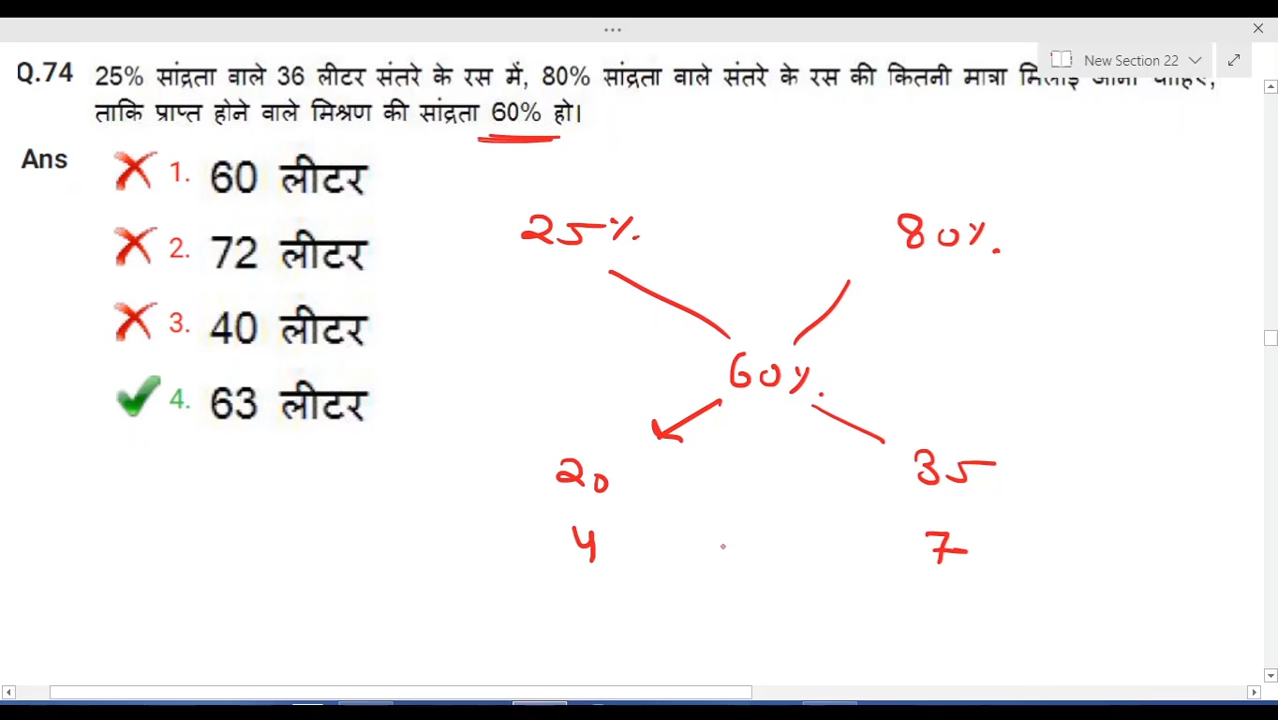 ...
New Section 22
Q.74 25% सांद्रता वाले 36 लीटर संतरे के रस में, 80% सांद्रता वाले संतरे के रस की कितनी मात्रा मिलाई जानी चाहिए,
ताकि प्राप्त होने वाले मिश्रण की सांद्रता 60% हो।
Ans
1. 60 लीटर
2. 72 लीटर
3. 40 लीटर
4. 63 लीटर
25% 80%.
60%.
20 35
4 7